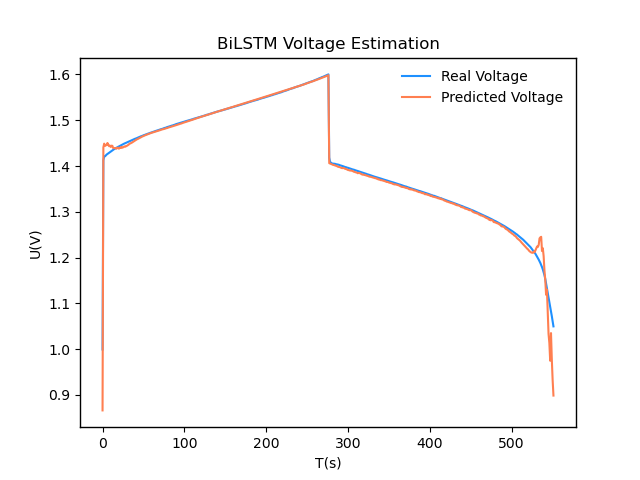 BiLSTM Voltage Estimation
Real Voltage
Predicted Voltage
1.6
1.5
1.4
1.3
1.2
1.1
1.0
0.9
U(V)
0 100 200 300 400 500
T(s)